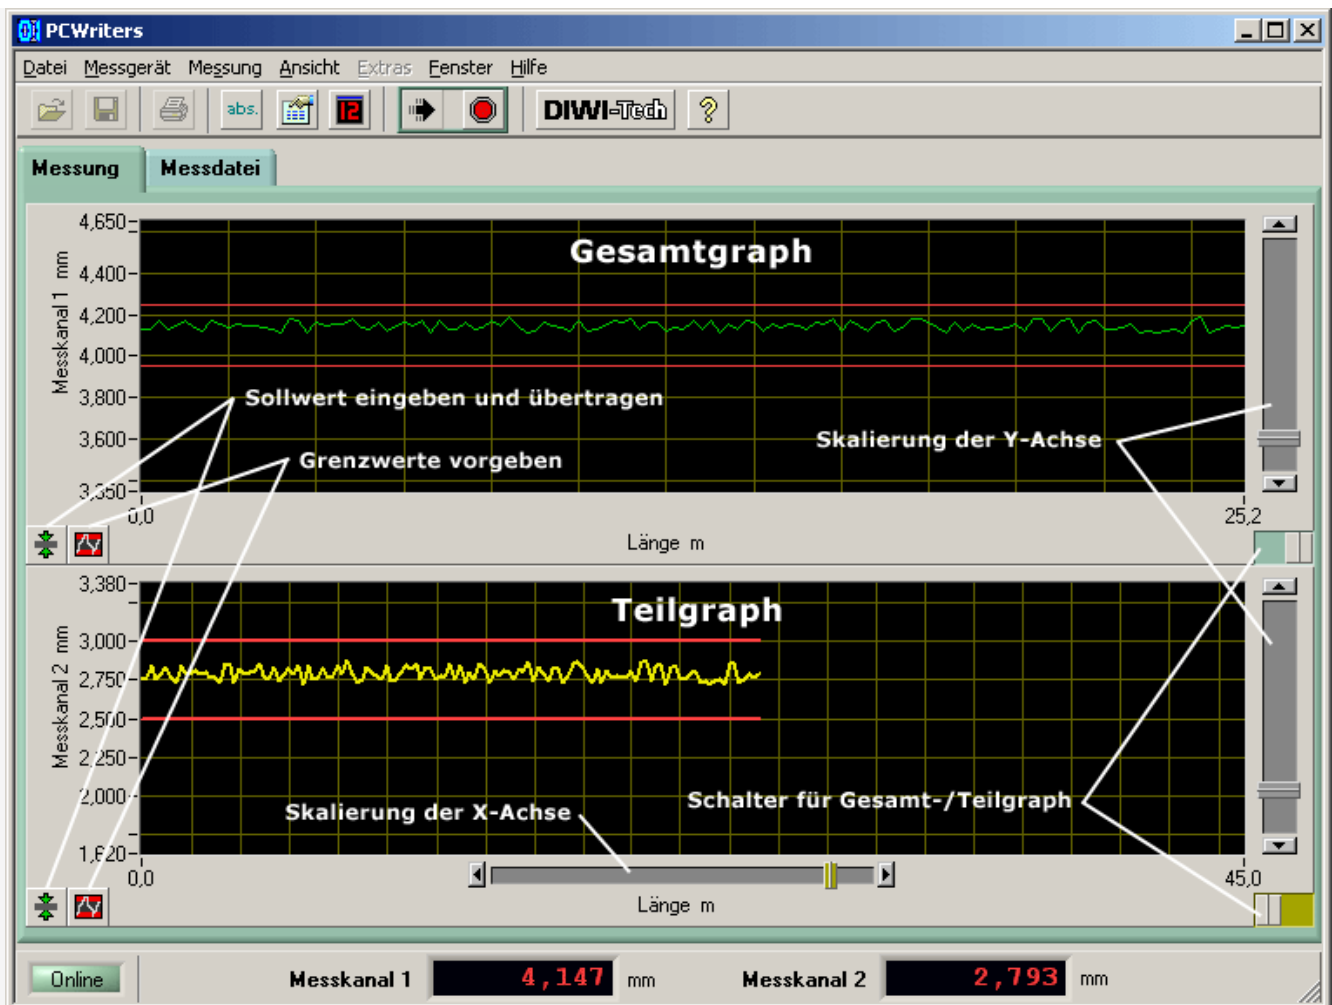 PCWriters
Datei Messgerät Messung Ansicht Extras Fenster Hilfe
abs. 12 DIWI-Tech ?
Messung Messdatei
Gesamtgraph
Messkanal 1 mm
4,650
4,400
4,200
4,000
3,800
3,600
3,350
Sollwert eingeben und übertragen
Skalierung der Y-Achse
Grenzwerte vorgeben
0,0 25,2
Länge m
Teilgraph
Messkanal 2 mm
3,380
3,000
2,750
2,500
2,250
2,000
1,620
Schalter für Gesamt-/Teilgraph
Skalierung der X-Achse
0,0 45,0
Länge m
Online Messkanal 1 4,147 mm Messkanal 2 2,793 mm